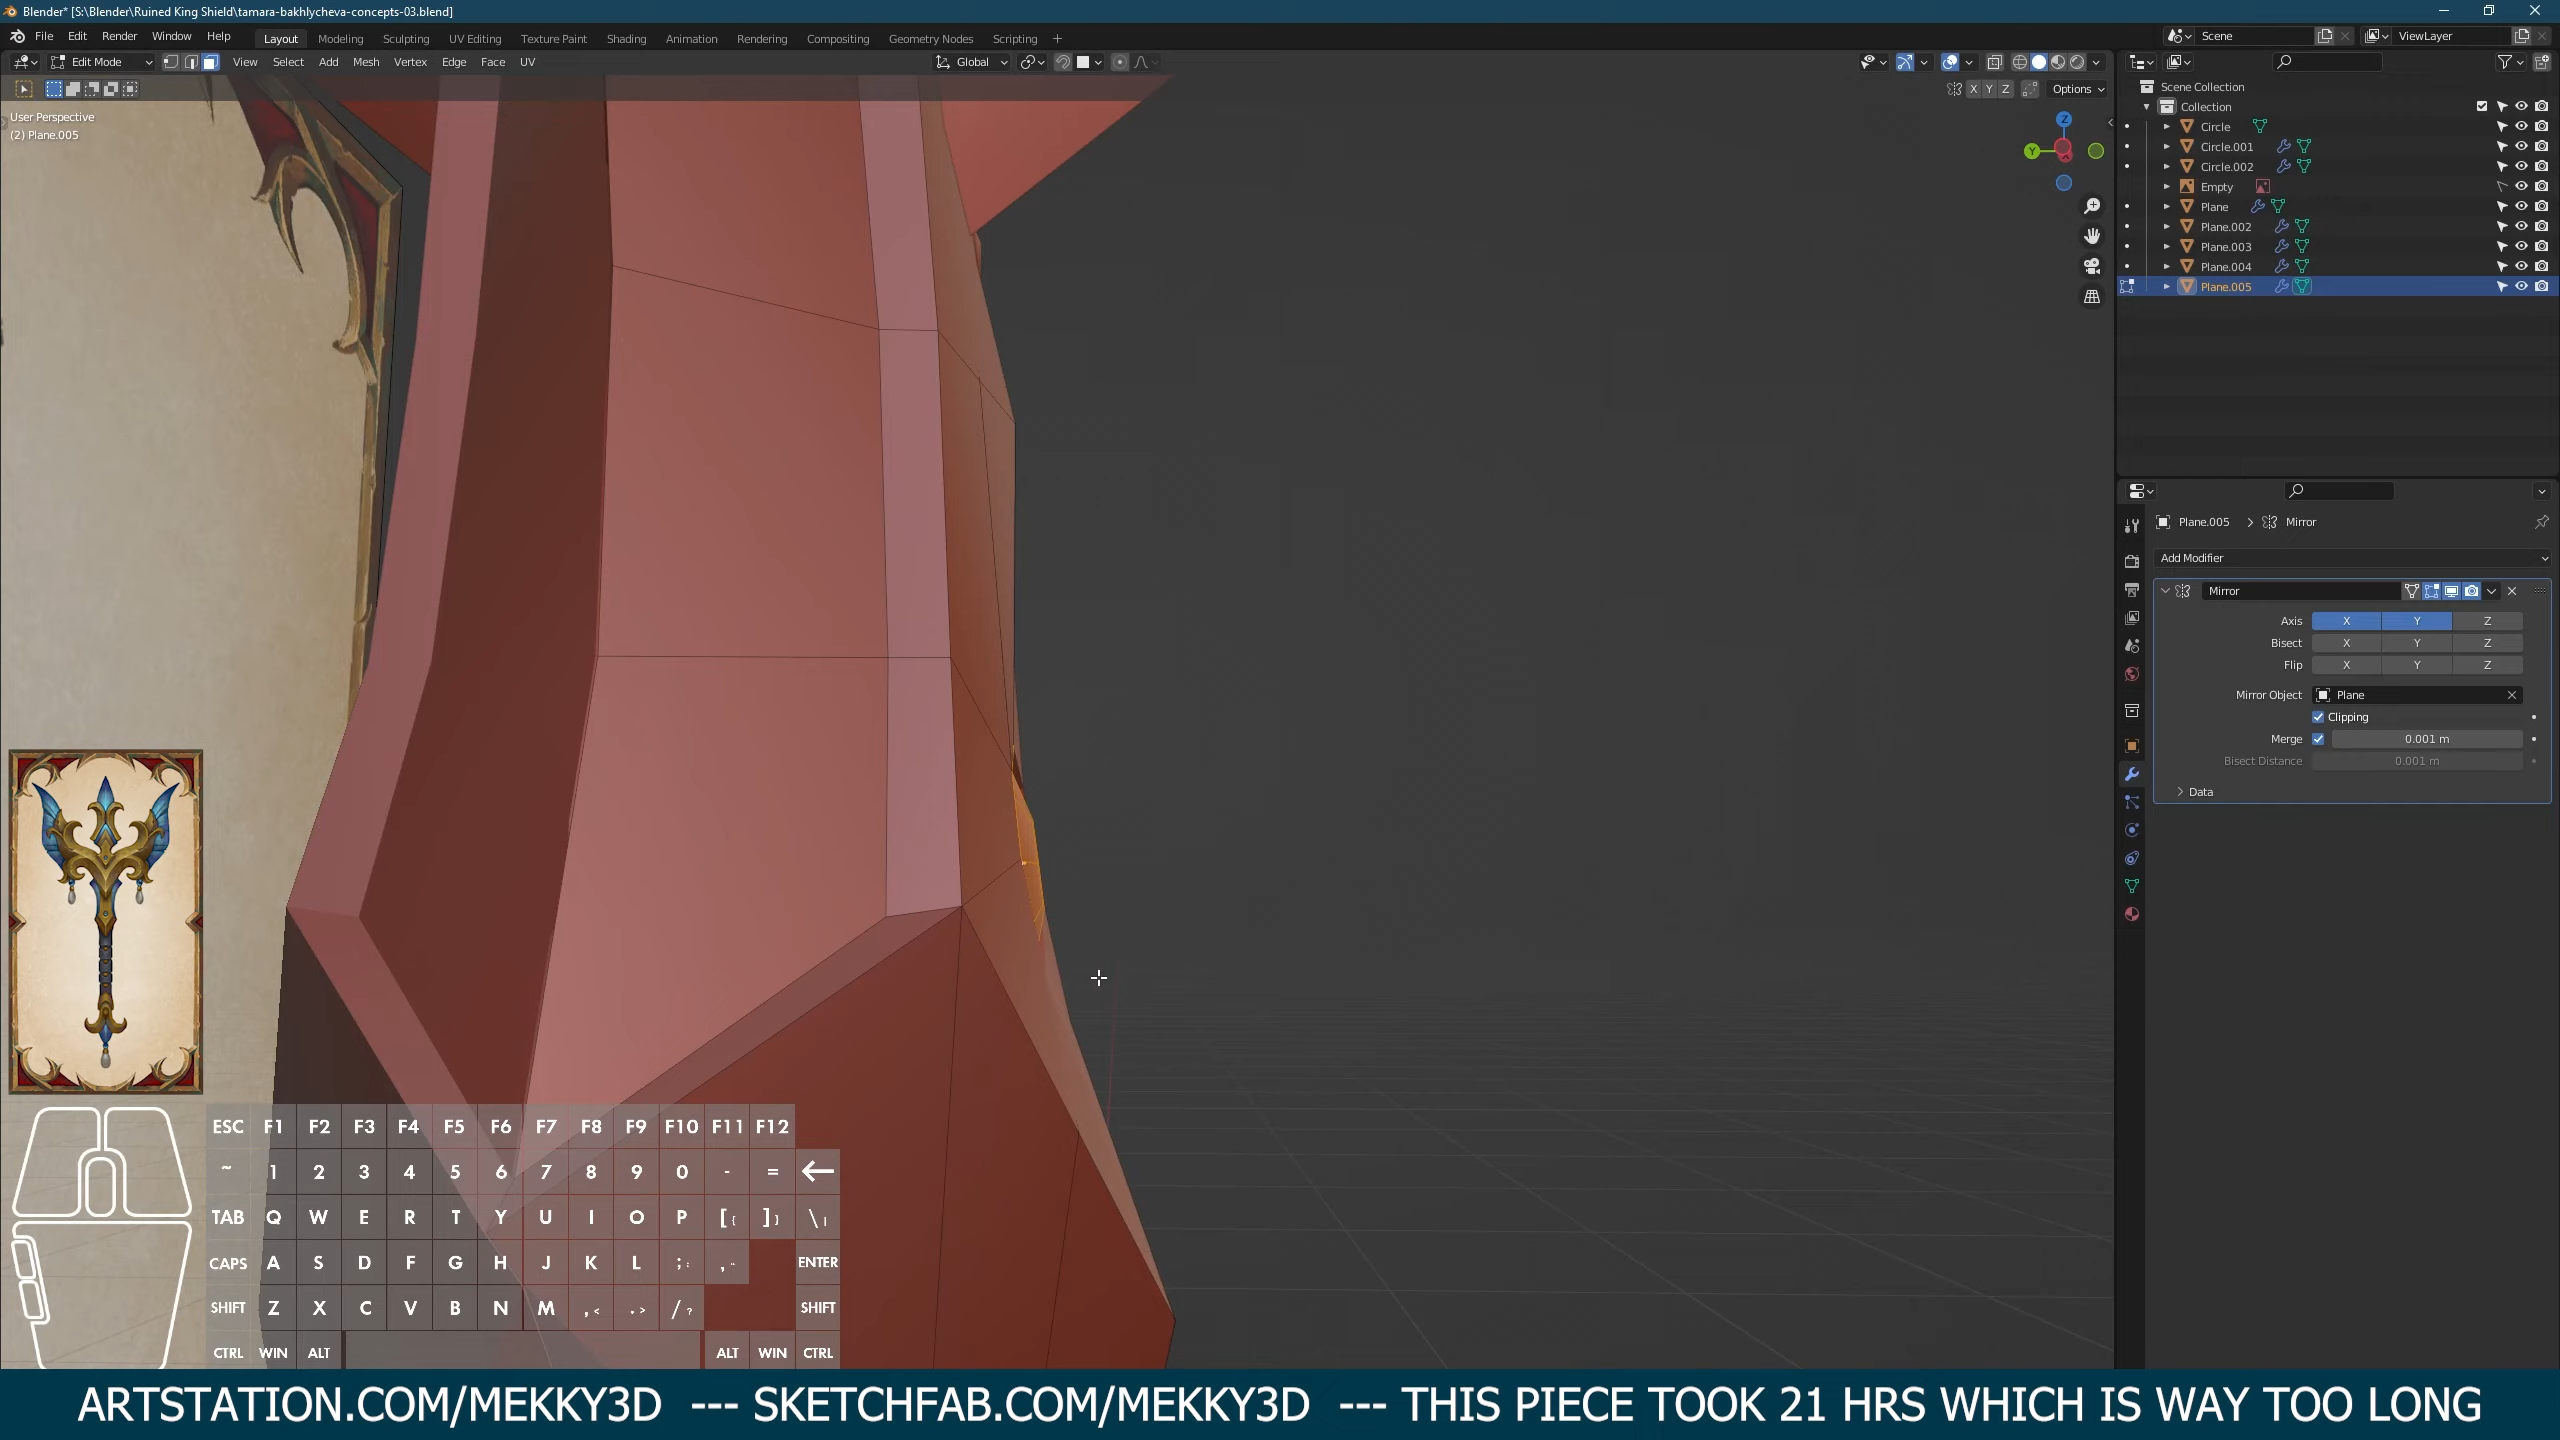 Blender* [S:\Blender\Ruined King Shield\tamara-bakhlycheva-concepts-03.blend]
File Edit Render Window Help Layout Modeling Sculpting UV Editing Texture Paint Shading Animation Rendering Compositing Geometry Nodes Scripting + Scene ViewLayer
Edit Mode View Select Add Mesh Vertex Edge Face UV Global
X Y Z Options
User Perspective
(2) Plane.005
Z
Y
Scene Collection
Collection
Circle
Circle.001
Circle.002
Empty
Plane
Plane.002
Plane.003
Plane.004
Plane.005
Plane.005 > Mirror
Add Modifier
Mirror
Axis X Y Z
Bisect X Y Z
Flip X Y Z
Mirror Object Plane
Clipping
Merge 0.001 m
Bisect Distance 0.001 m
Data
ESC F1 F2 F3 F4 F5 F6 F7 F8 F9 F10 F11 F12
~ 1 2 3 4 5 6 7 8 9 0 - =
TAB Q W E R T Y U I O P [ { ] } \ |
CAPS A S D F G H J K L ; : , " ENTER
SHIFT Z X C V B N M , < . > / ? SHIFT
CTRL WIN ALT ALT WIN CTRL
ARTSTATION.COM/MEKKY3D --- SKETCHFAB.COM/MEKKY3D --- THIS PIECE TOOK 21 HRS WHICH IS WAY TOO LONG